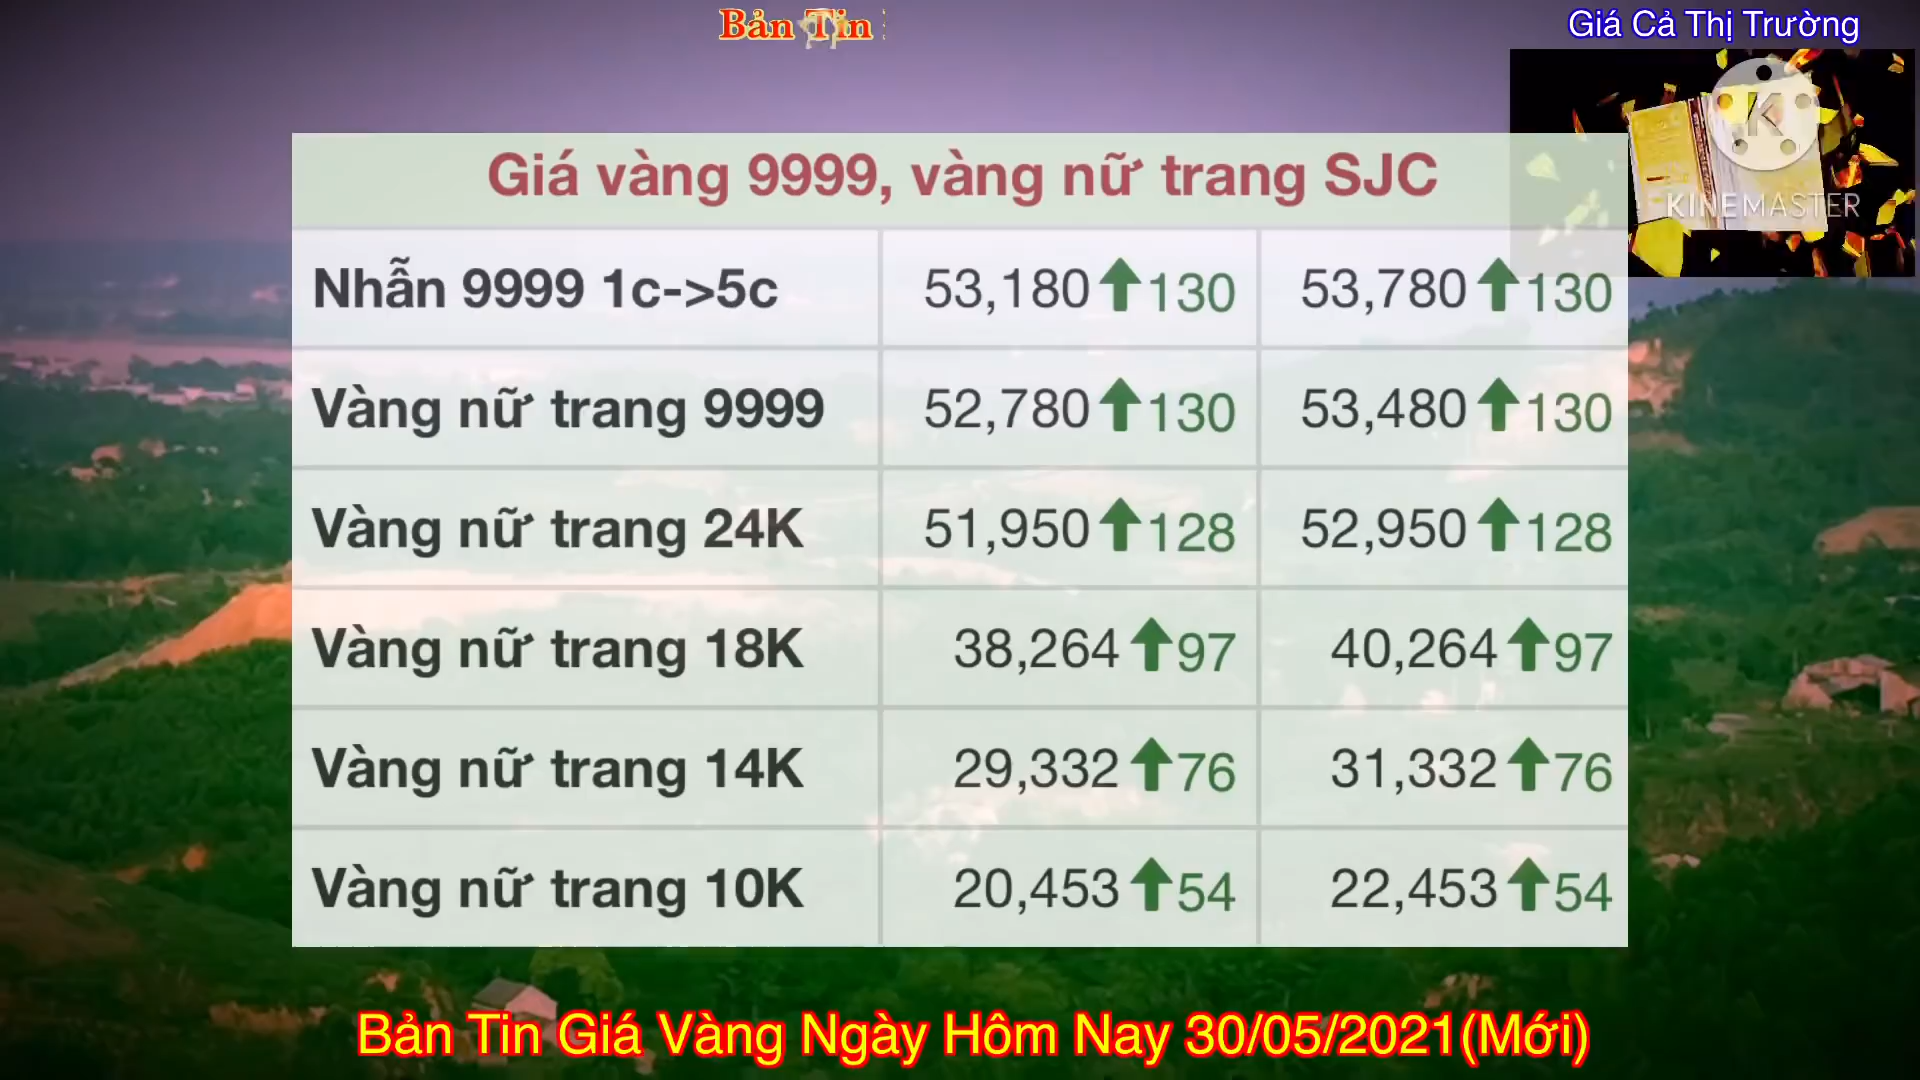 Bản Tin
Giá Cả Thị Trường
KINEMASTER
Giá vàng 9999, vàng nữ trang SJC
Nhẫn 9999 1c->5c 53,180 ⬆130 53,780 ⬆130
Vàng nữ trang 9999 52,780 ⬆130 53,480 ⬆130
Vàng nữ trang 24K 51,950 ⬆128 52,950 ⬆128
Vàng nữ trang 18K 38,264 ⬆97 40,264 ⬆97
Vàng nữ trang 14K 29,332 ⬆76 31,332 ⬆76
Vàng nữ trang 10K 20,453 ⬆54 22,453 ⬆54
Bản Tin Giá Vàng Ngày Hôm Nay 30/05/2021(Mới)